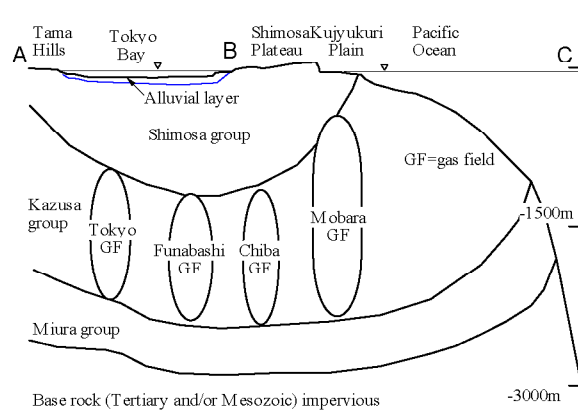 Tama
Hills
Tokyo
Bay
Shimosa
Plateau
Kujyukuri
Plain
Pacific
Ocean
A
B
C
Alluvial layer
Shimosa group
GF=gas field
Kazusa
group
Tokyo
GF
Funabashi
GF
Chiba
GF
Mobara
GF
-1500m
Miura group
Base rock (Tertiary and/or Mesozoic) impervious
-3000m